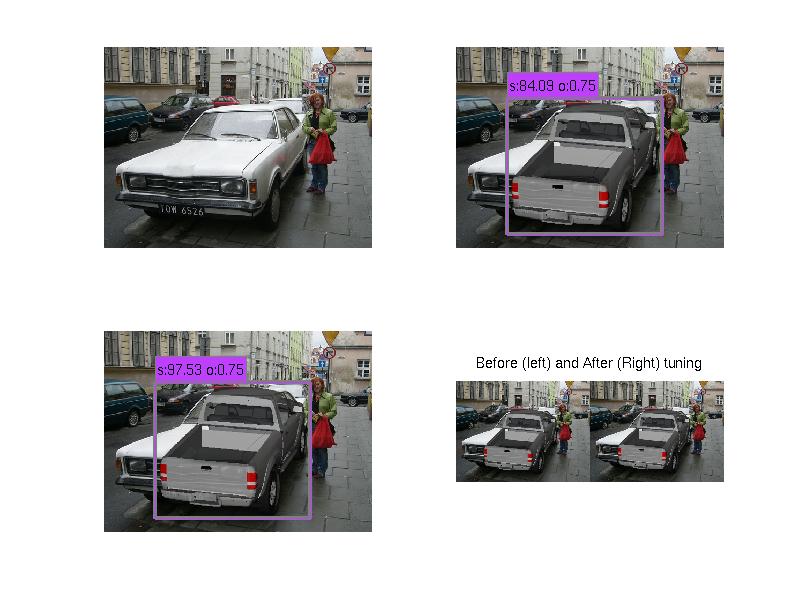 s:84.09 o:0.75
TOW 6526
s:97.53 o:0.75
Before (left) and After (Right) tuning